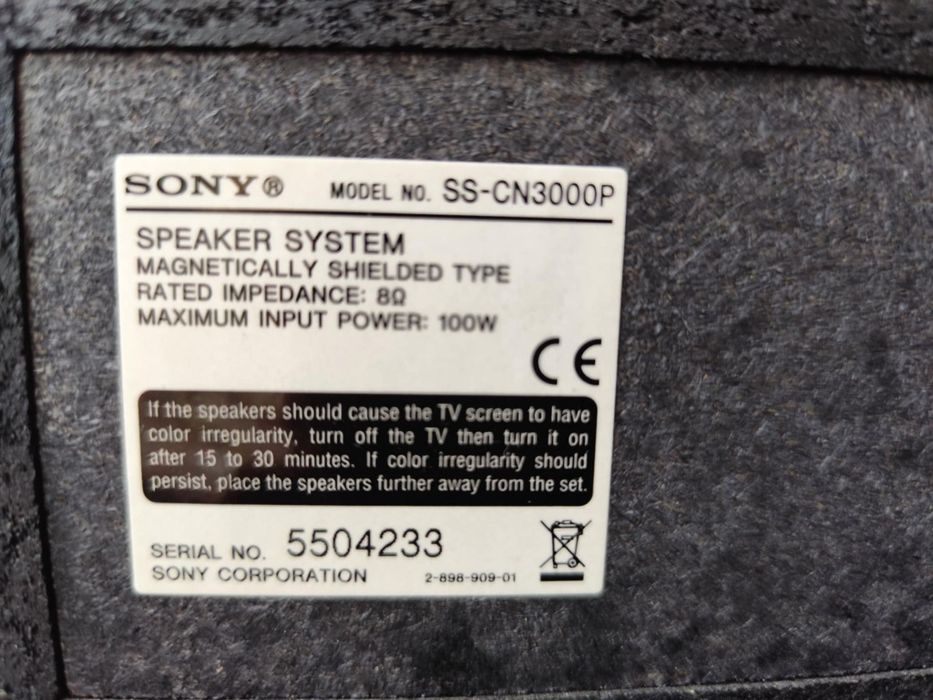 SONY® MODEL NO. SS-CN3000P
SPEAKER SYSTEM
MAGNETICALLY SHIELDED TYPE
RATED IMPEDANCE: 8Ω
MAXIMUM INPUT POWER: 100W
CE
If the speakers should cause the TV screen to have
color irregularity, turn off the TV then turn it on
after 15 to 30 minutes. If color irregularity should
persist, place the speakers further away from the set.
SERIAL NO. 5504233
SONY CORPORATION 2-898-909-01